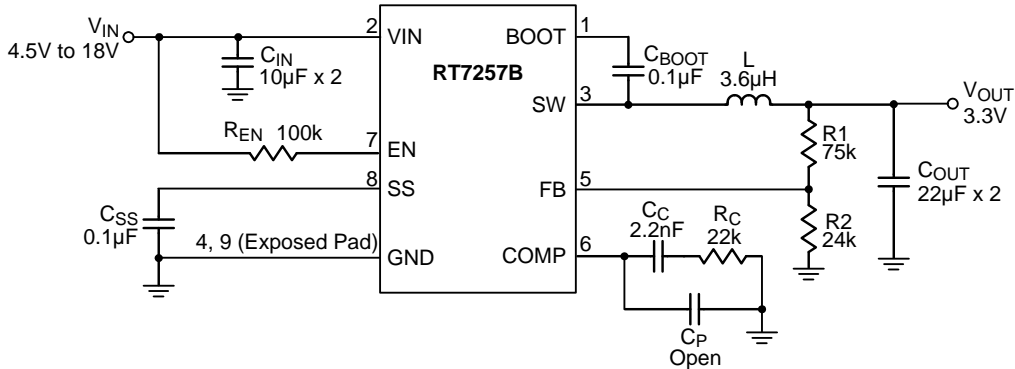 VIN
4.5V to 18V
CIN
10µF x 2
REN 100k
CSS
0.1µF
4, 9 (Exposed Pad)
2
7
8
VIN
EN
SS
GND
RT7257B
BOOT
SW
FB
COMP
1
3
5
6
CBOOT
0.1µF
L
3.6µH
R1
75k
R2
24k
VOUT
3.3V
COUT
22µF x 2
CC
2.2nF
RC
22k
CP
Open